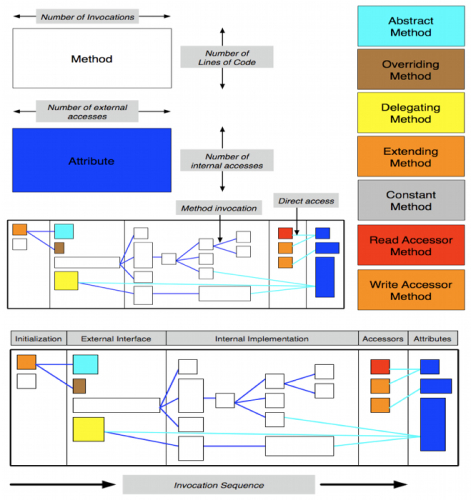 Number of Invocations
Method
Number of
Lines of Code
Number of external
accesses
Attribute
Number of
internal accesses
Method invocation
Direct access
Abstract
Method
Overriding
Method
Delegating
Method
Extending
Method
Constant
Method
Read Accessor
Method
Write Accessor
Method
Initialization
External Interface
Internal Implementation
Accessors
Attributes
Invocation Sequence